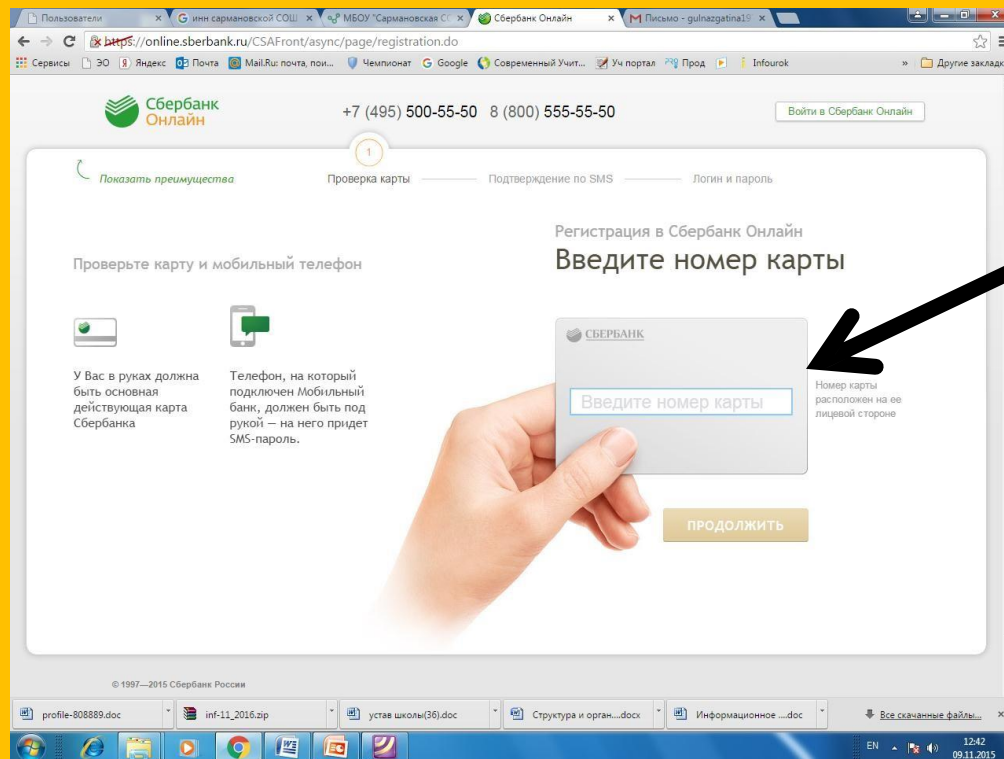 Пользователи
инн сармановской СОШ
МБОУ "Сармановская СО
Сбербанк Онлайн
Письмо - gulnazgatina19
https://online.sberbank.ru/CSAFront/async/page/registration.do
Сервисы
ЭО
Яндекс
Почта
Mail.Ru: почта, пои...
Чемпионат
Google
Современный Учит...
Уч портал
Прод
Infourok
»
Другие закладк
Сбербанк
Онлайн
+7 (495) 500-55-50 8 (800) 555-55-50
Войти в Сбербанк Онлайн
1
Показать преимущества
Проверка карты
Подтверждение по SMS
Логин и пароль
Регистрация в Сбербанк Онлайн
Введите номер карты
Проверьте карту и мобильный телефон
У Вас в руках должна
быть основная
действующая карта
Сбербанка
Телефон, на который
подключен Мобильный
банк, должен быть под
рукой — на него придет
SMS-пароль.
СБЕРБАНК
Введите номер карты
Номер карты
расположен на ее
лицевой стороне
ПРОДОЛЖИТЬ
© 1997—2015 Сбербанк России
profile-808889.doc
inf-11_2016.zip
устав школы(36).doc
Структура и орган....docx
Информационное ....doc
Все скачанные файлы...
EN
12:42
09.11.2015